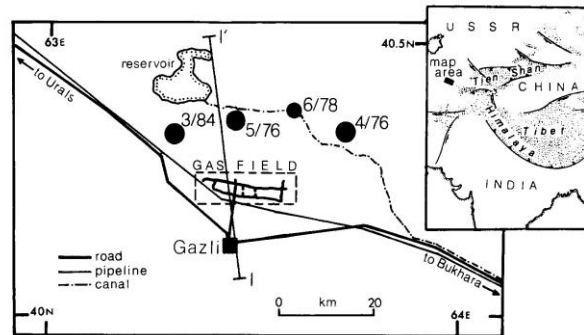 63E
I'
40.5N
reservoir
to Urals
3/84
5/76
6/78
4/76
GAS FIELD
Gazli
I
road
pipeline
canal
0 km 20
to Bukhara
40N
64E
USSR
map
area
Tien Shan
CHINA
Himalaya
Tibet
INDIA